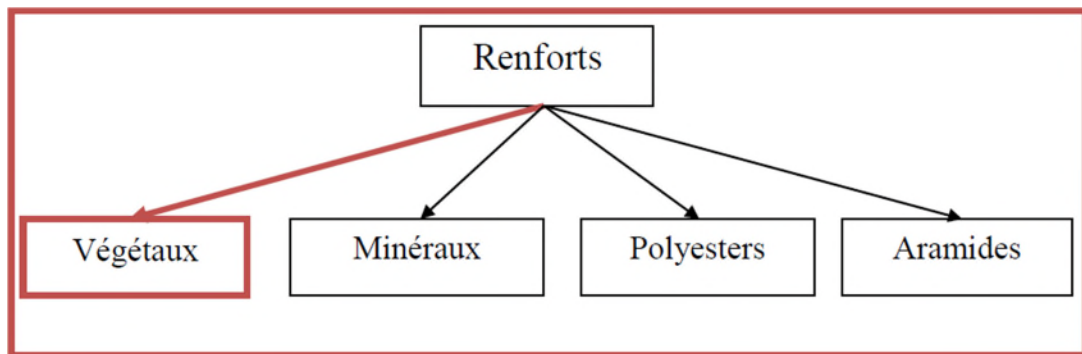 Renforts
Végétaux
Minéraux
Polyesters
Aramides